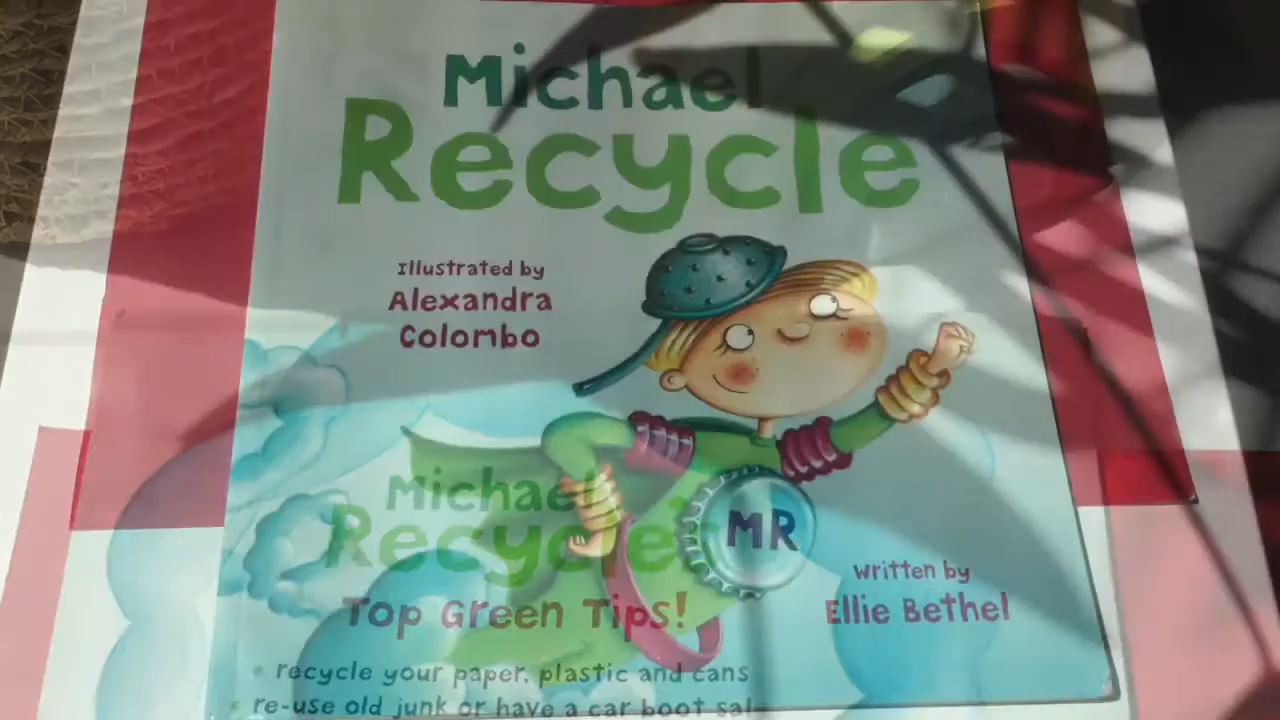 Michael
Recycle
Illustrated by
Alexandra
Colombo
MR
written by
Ellie Bethel
Michael
Recycle's
Top Green Tips!
• recycle your paper, plastic and cans
• re-use old junk or have a car boot